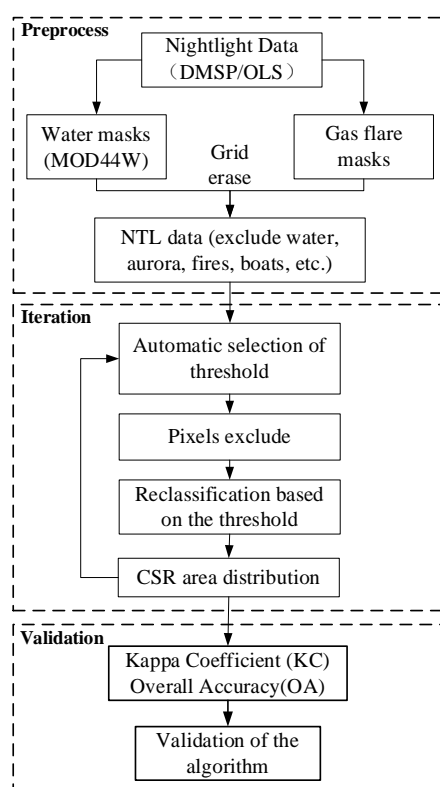 Preprocess
Nightlight Data
（DMSP/OLS）
Water masks
(MOD44W)
Gas flare
masks
Grid
erase
NTL data (exclude water,
aurora, fires, boats, etc.)
Iteration
Automatic selection of
threshold
Pixels exclude
Reclassification based
on the threshold
CSR area distribution
Validation
Kappa Coefficient (KC)
Overall Accuracy(OA)
Validation of the
algorithm